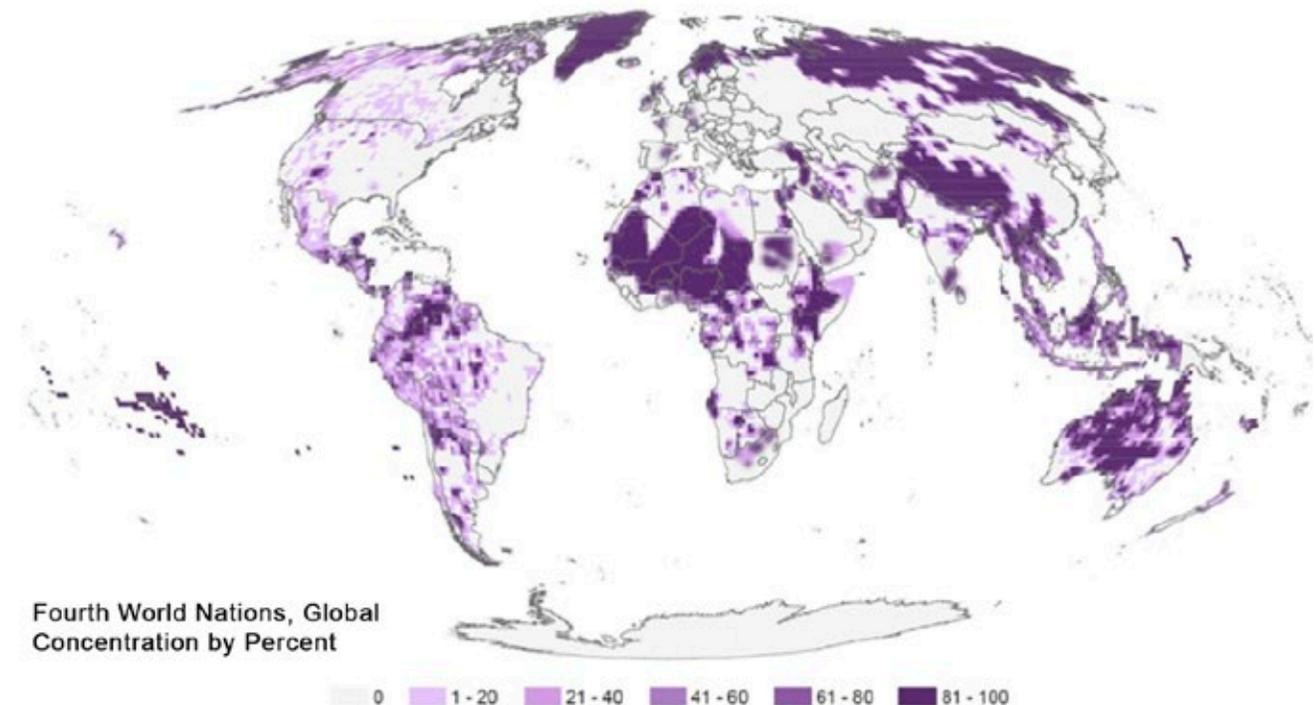 Fourth World Nations, Global
Concentration by Percent
0 1 - 20 21 - 40 41 - 60 61 - 80 81 - 100